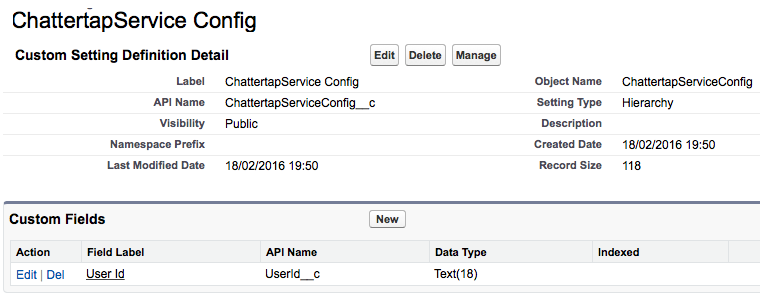 ChattertapService Config
Custom Setting Definition Detail Edit Delete Manage
Label ChattertapService Config Object Name ChattertapServiceConfig
API Name ChattertapServiceConfig__c Setting Type Hierarchy
Visibility Public Description
Namespace Prefix Created Date 18/02/2016 19:50
Last Modified Date 18/02/2016 19:50 Record Size 118
Custom Fields New
Action Field Label API Name Data Type Indexed
Edit | Del User Id UserId__c Text(18)